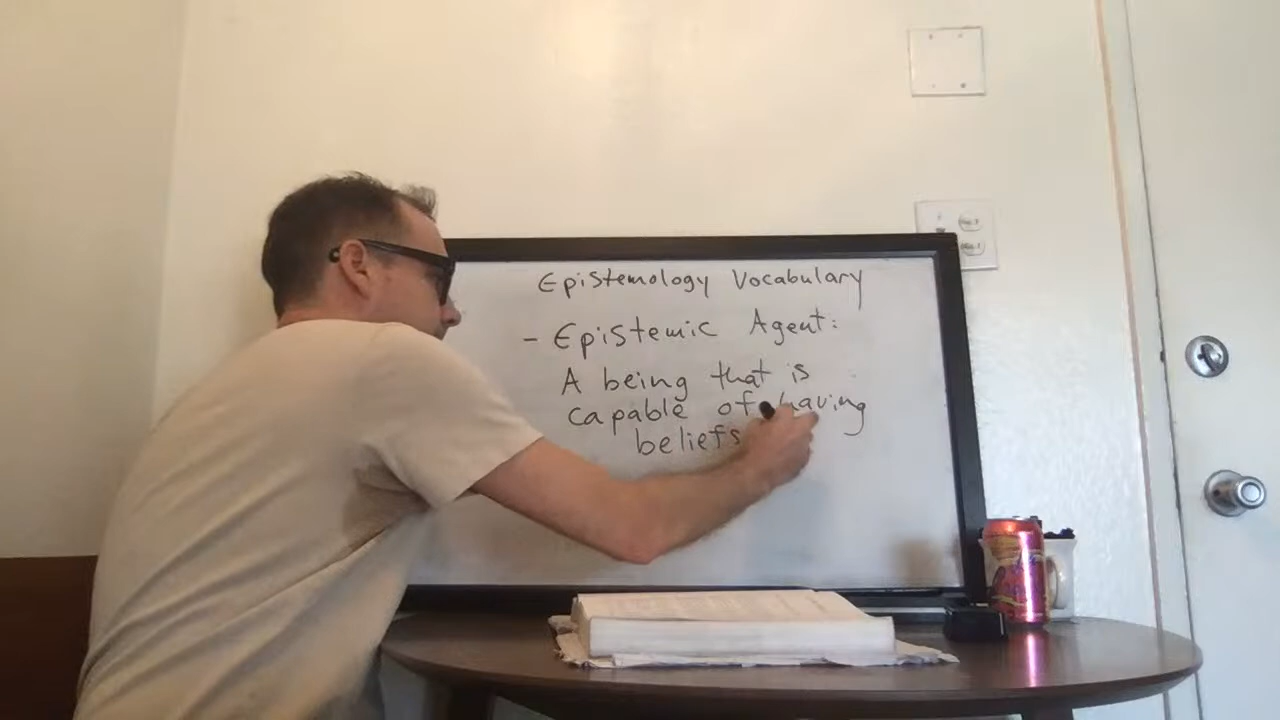 Epistemology Vocabulary
- Epistemic Agent:
A being that is
capable of having
beliefs